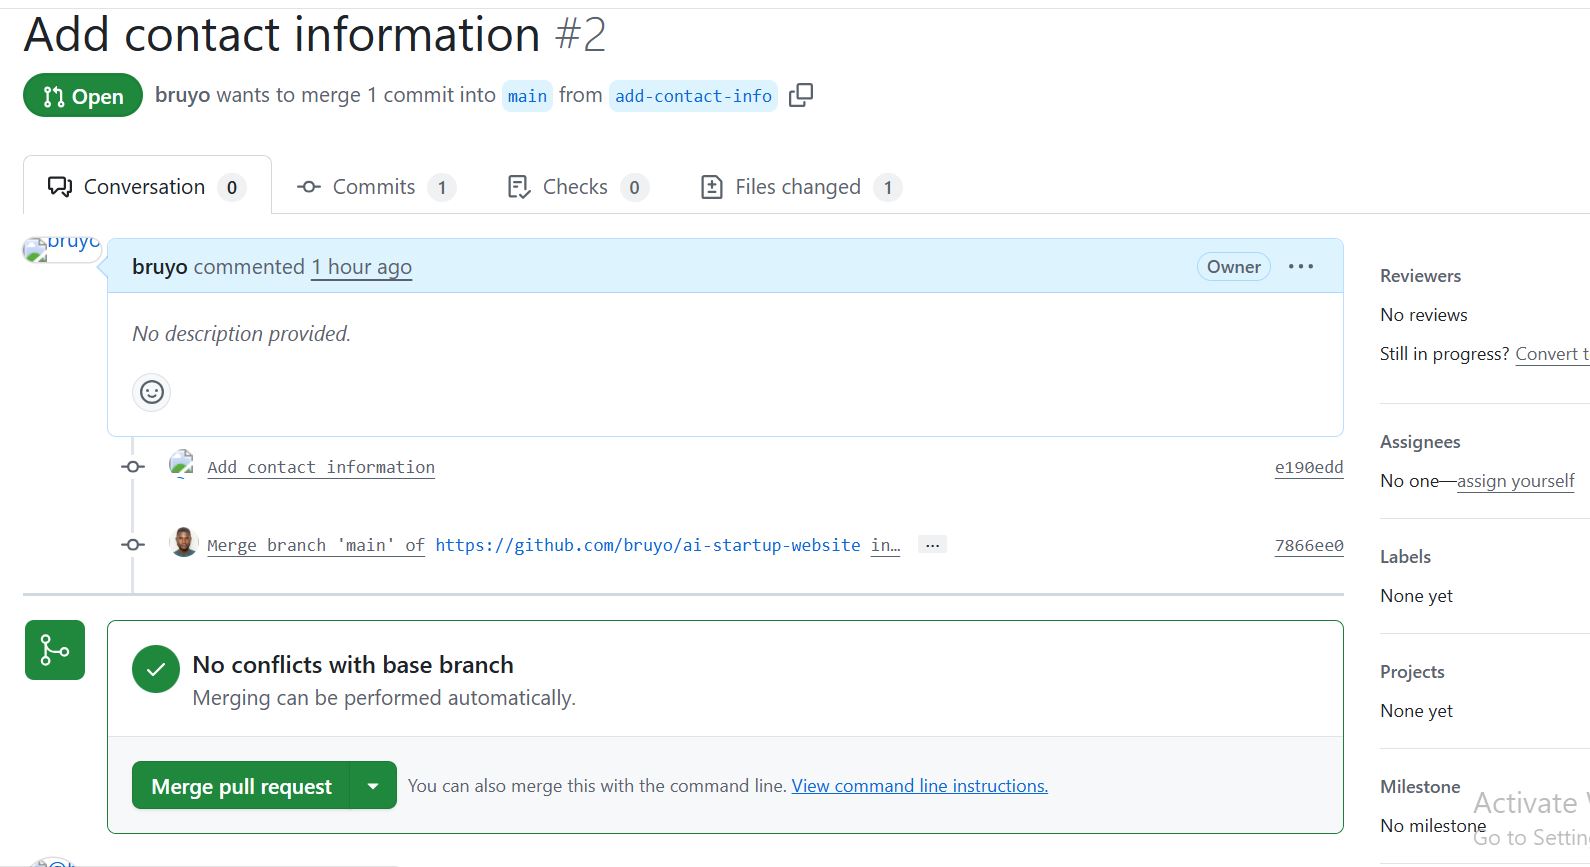 Add contact information #2
Open bruyo wants to merge 1 commit into main from add-contact-info
Conversation 0 Commits 1 Checks 0 Files changed 1
bruyo
bruyo commented 1 hour ago Owner
No description provided.
Add contact information e190edd
Merge branch 'main' of https://github.com/bruyo/ai-startup-website in… ... 7866ee0
No conflicts with base branch
Merging can be performed automatically.
Merge pull request You can also merge this with the command line. View command line instructions.
Reviewers
No reviews
Still in progress? Convert t
Assignees
No one—assign yourself
Labels
None yet
Projects
None yet
Milestone
No milestone
Activate
Go to Settin